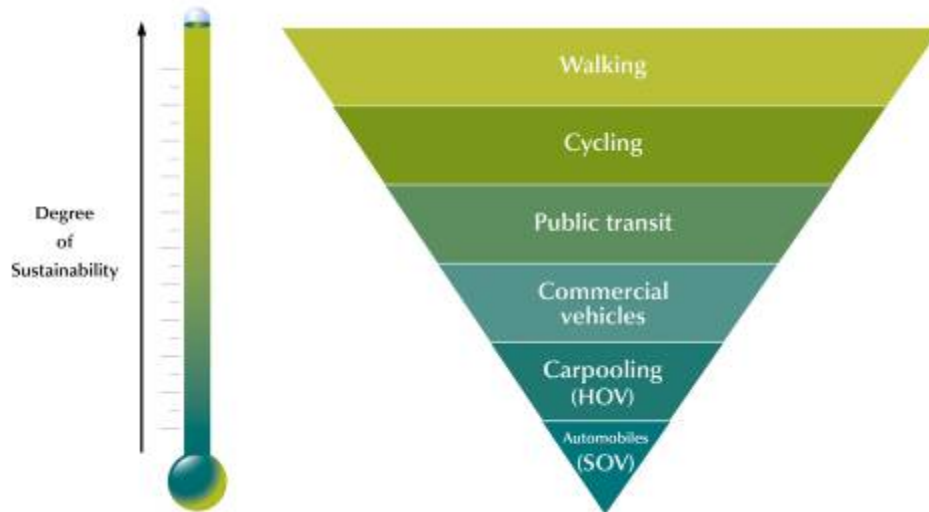 Degree
of
Sustainability
Walking
Cycling
Public transit
Commercial
vehicles
Carpooling
(HOV)
Automobiles
(SOV)